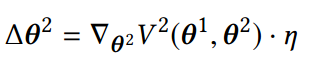 Δθ² = ∇_θ² V²(θ¹, θ²) · η